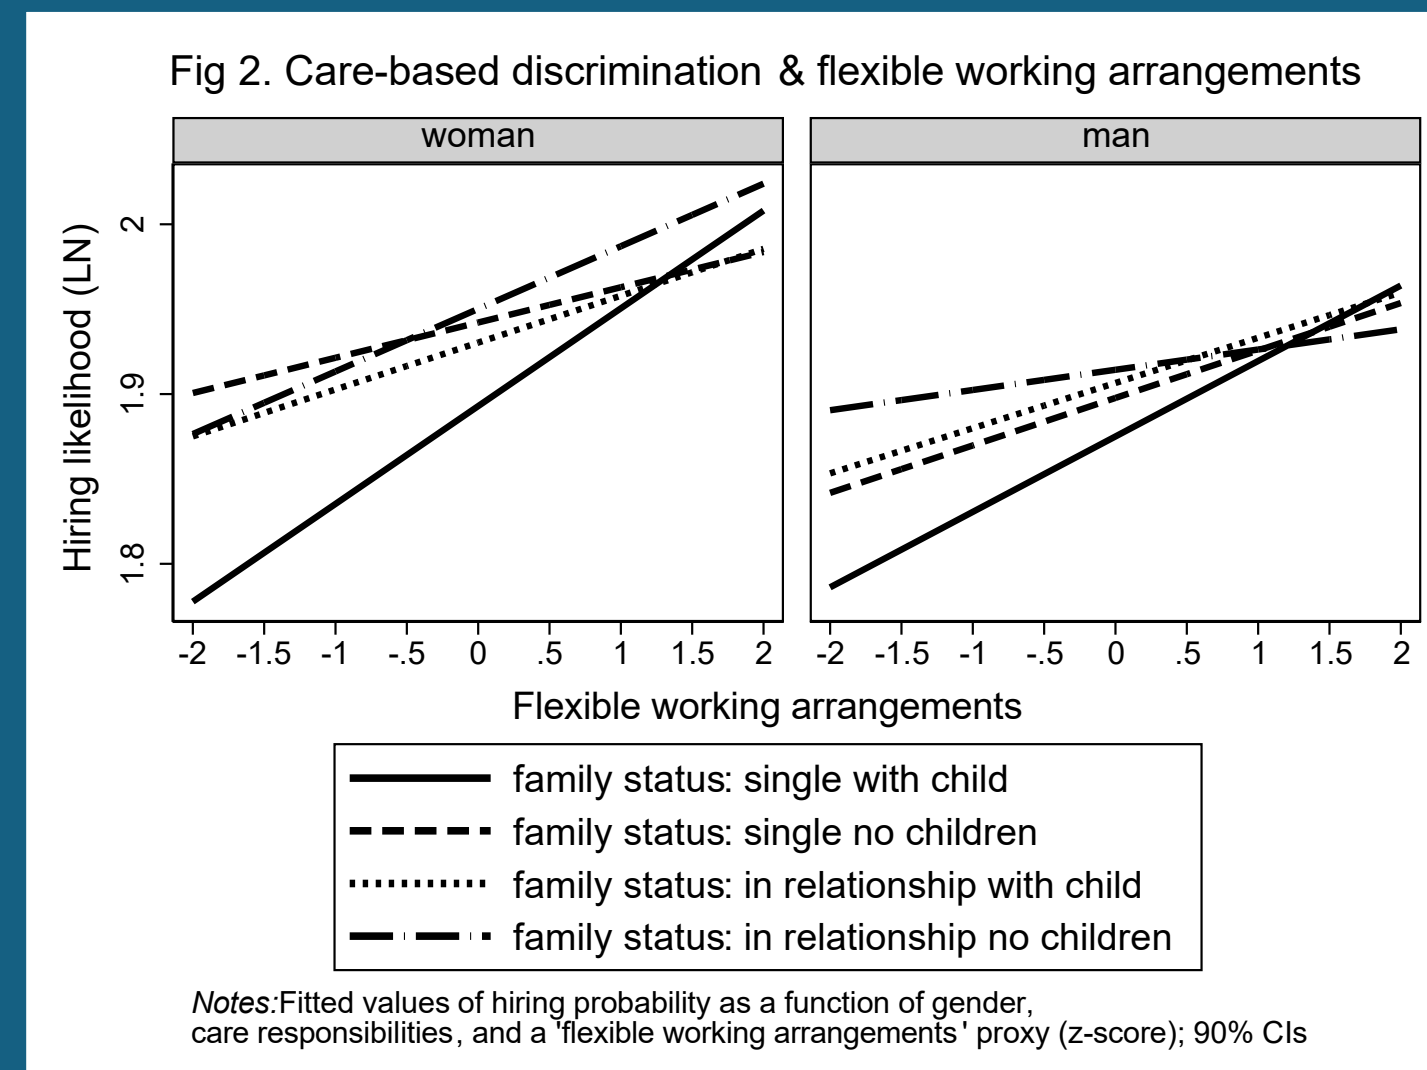 Fig 2. Care-based discrimination & flexible working arrangements
woman
man
Hiring likelihood (LN)
2
1.9
1.8
-2 -1.5 -1 -.5 0 .5 1 1.5 2
-2 -1.5 -1 -.5 0 .5 1 1.5 2
Flexible working arrangements
family status: single with child
family status: single no children
family status: in relationship with child
family status: in relationship no children
Notes:Fitted values of hiring probability as a function of gender,
care responsibilities, and a 'flexible working arrangements' proxy (z-score); 90% CIs